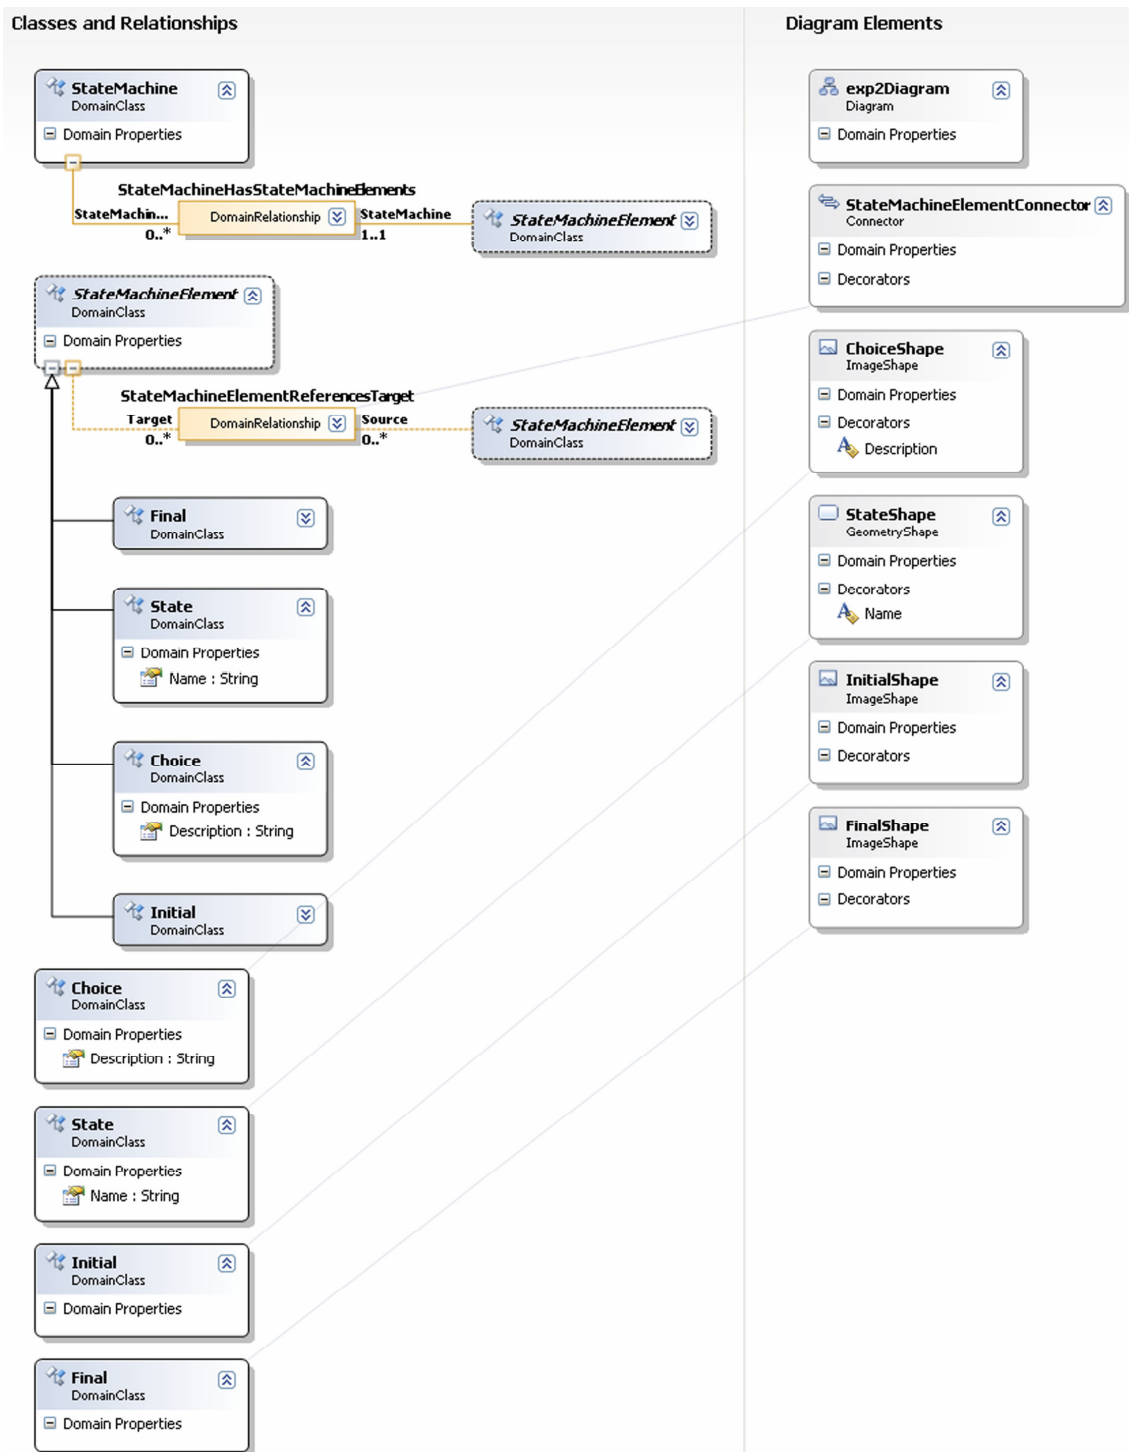 Classes and Relationships
StateMachine
DomainClass
Domain Properties
StateMachineHasStateMachineElements
StateMachin...
DomainRelationship
StateMachine
0..*
1..1
StateMachineElement
DomainClass
StateMachineElement
DomainClass
Domain Properties
StateMachineElementReferencesTarget
Target
DomainRelationship
Source
0..*
0..*
StateMachineElement
DomainClass
Final
DomainClass
State
DomainClass
Domain Properties
Name : String
Choice
DomainClass
Domain Properties
Description : String
Initial
DomainClass
Choice
DomainClass
Domain Properties
Description : String
State
DomainClass
Domain Properties
Name : String
Initial
DomainClass
Domain Properties
Final
DomainClass
Domain Properties
Diagram Elements
exp2Diagram
Diagram
Domain Properties
StateMachineElementConnector
Connector
Domain Properties
Decorators
ChoiceShape
ImageShape
Domain Properties
Decorators
Description
StateShape
GeometryShape
Domain Properties
Decorators
Name
InitialShape
ImageShape
Domain Properties
Decorators
FinalShape
ImageShape
Domain Properties
Decorators